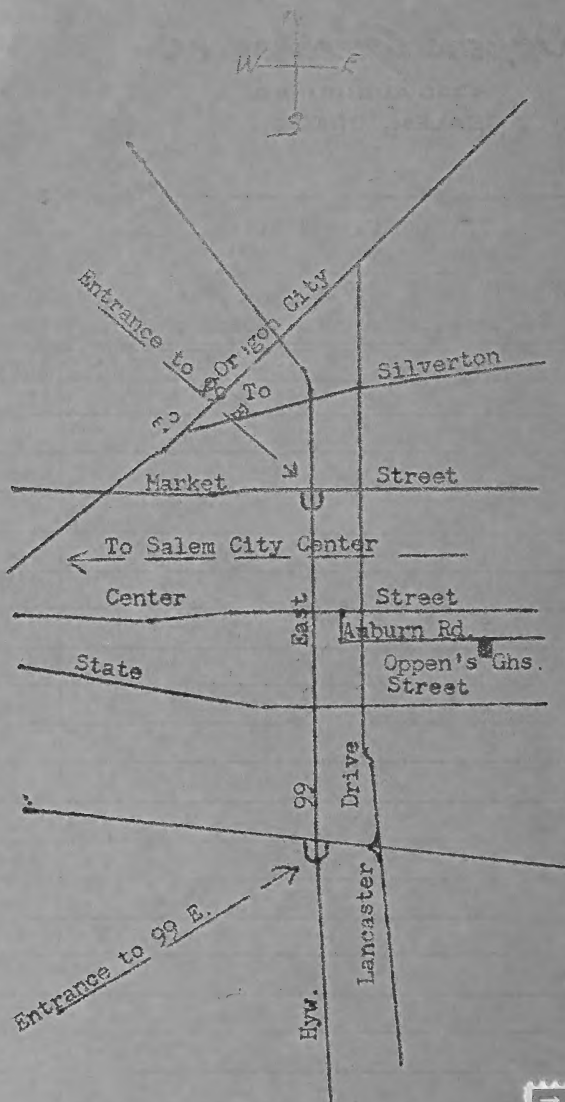 W E
S
Entrance to
To Origon City
To Silverton
Market Street
To Salem City Center
Center Street
East
Auburn Rd.
Oppen's Ghs.
State Street
99
Drive
Lancaster
Entrance to 99 E.
Hyw.